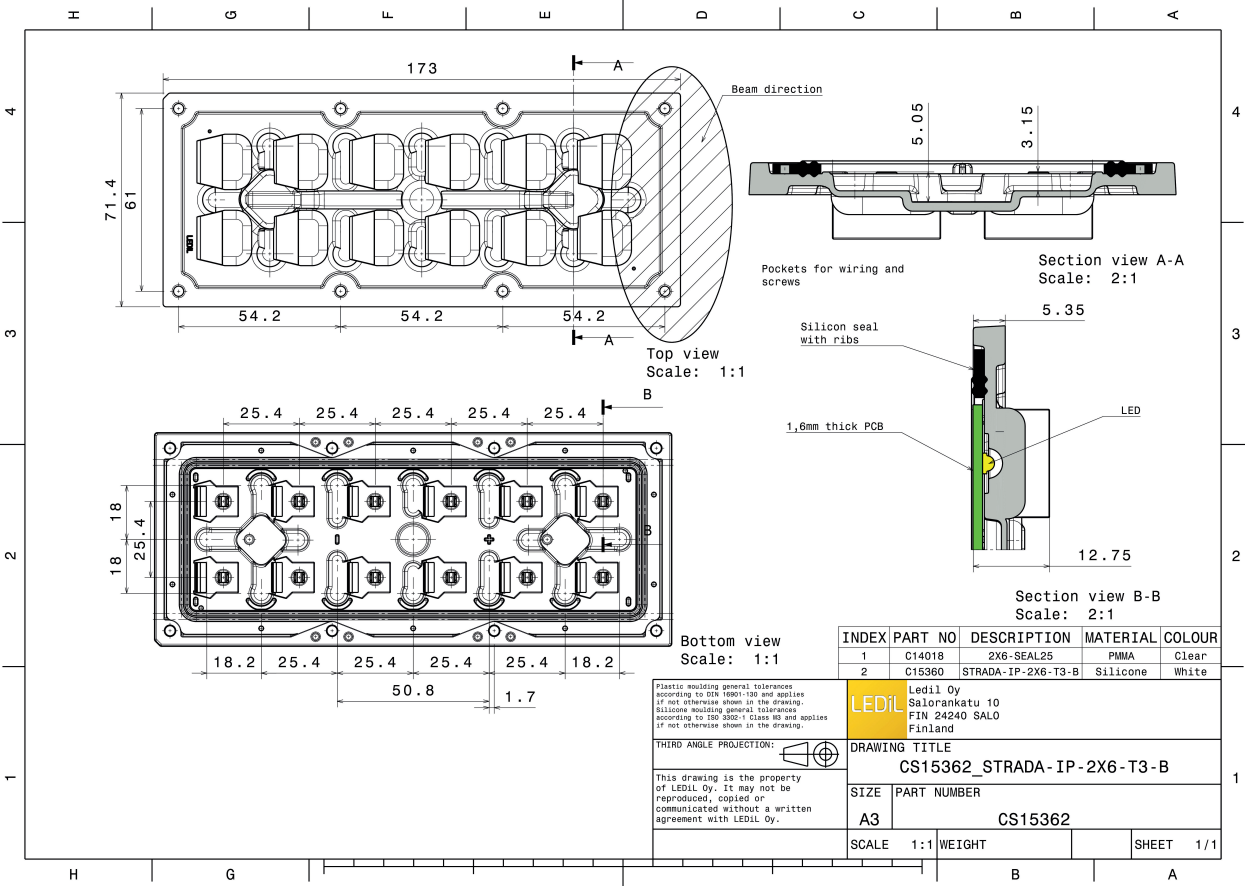 H G F E D C B A
4
4
3
3
2
2
1
1
173
A
Beam direction
71.4
61
LEDiL
54.2 54.2 54.2
A
Top view
Scale: 1:1
5.05
3.15
Section view A-A
Scale: 2:1
Pockets for wiring and
screws
5.35
Silicon seal
with ribs
LED
1,6mm thick PCB
12.75
Section view B-B
Scale: 2:1
B
25.4 25.4 25.4 25.4 25.4
18
25.4
18
B
18.2 25.4 25.4 25.4 25.4 18.2
50.8 1.7
Bottom view
Scale: 1:1
INDEX PART NO DESCRIPTION MATERIAL COLOUR
1 C14018 2X6-SEAL25 PMMA Clear
2 C15360 STRADA-IP-2X6-T3-B Silicone White
Plastic moulding general tolerances
according to DIN 16901-130 and applies
if not otherwise shown in the drawing.
Silicone moulding general tolerances
according to ISO 3302-1 Class M3 and applies
if not otherwise shown in the drawing.
THIRD ANGLE PROJECTION:
This drawing is the property
of LEDiL Oy. It may not be
reproduced, copied or
communicated without a written
agreement with LEDiL Oy.
LEDiL
Ledil Oy
Salorankatu 10
FIN 24240 SALO
Finland
DRAWING TITLE
CS15362_STRADA-IP-2X6-T3-B
SIZE PART NUMBER
A3 CS15362
SCALE 1:1 WEIGHT SHEET 1/1
H G B A